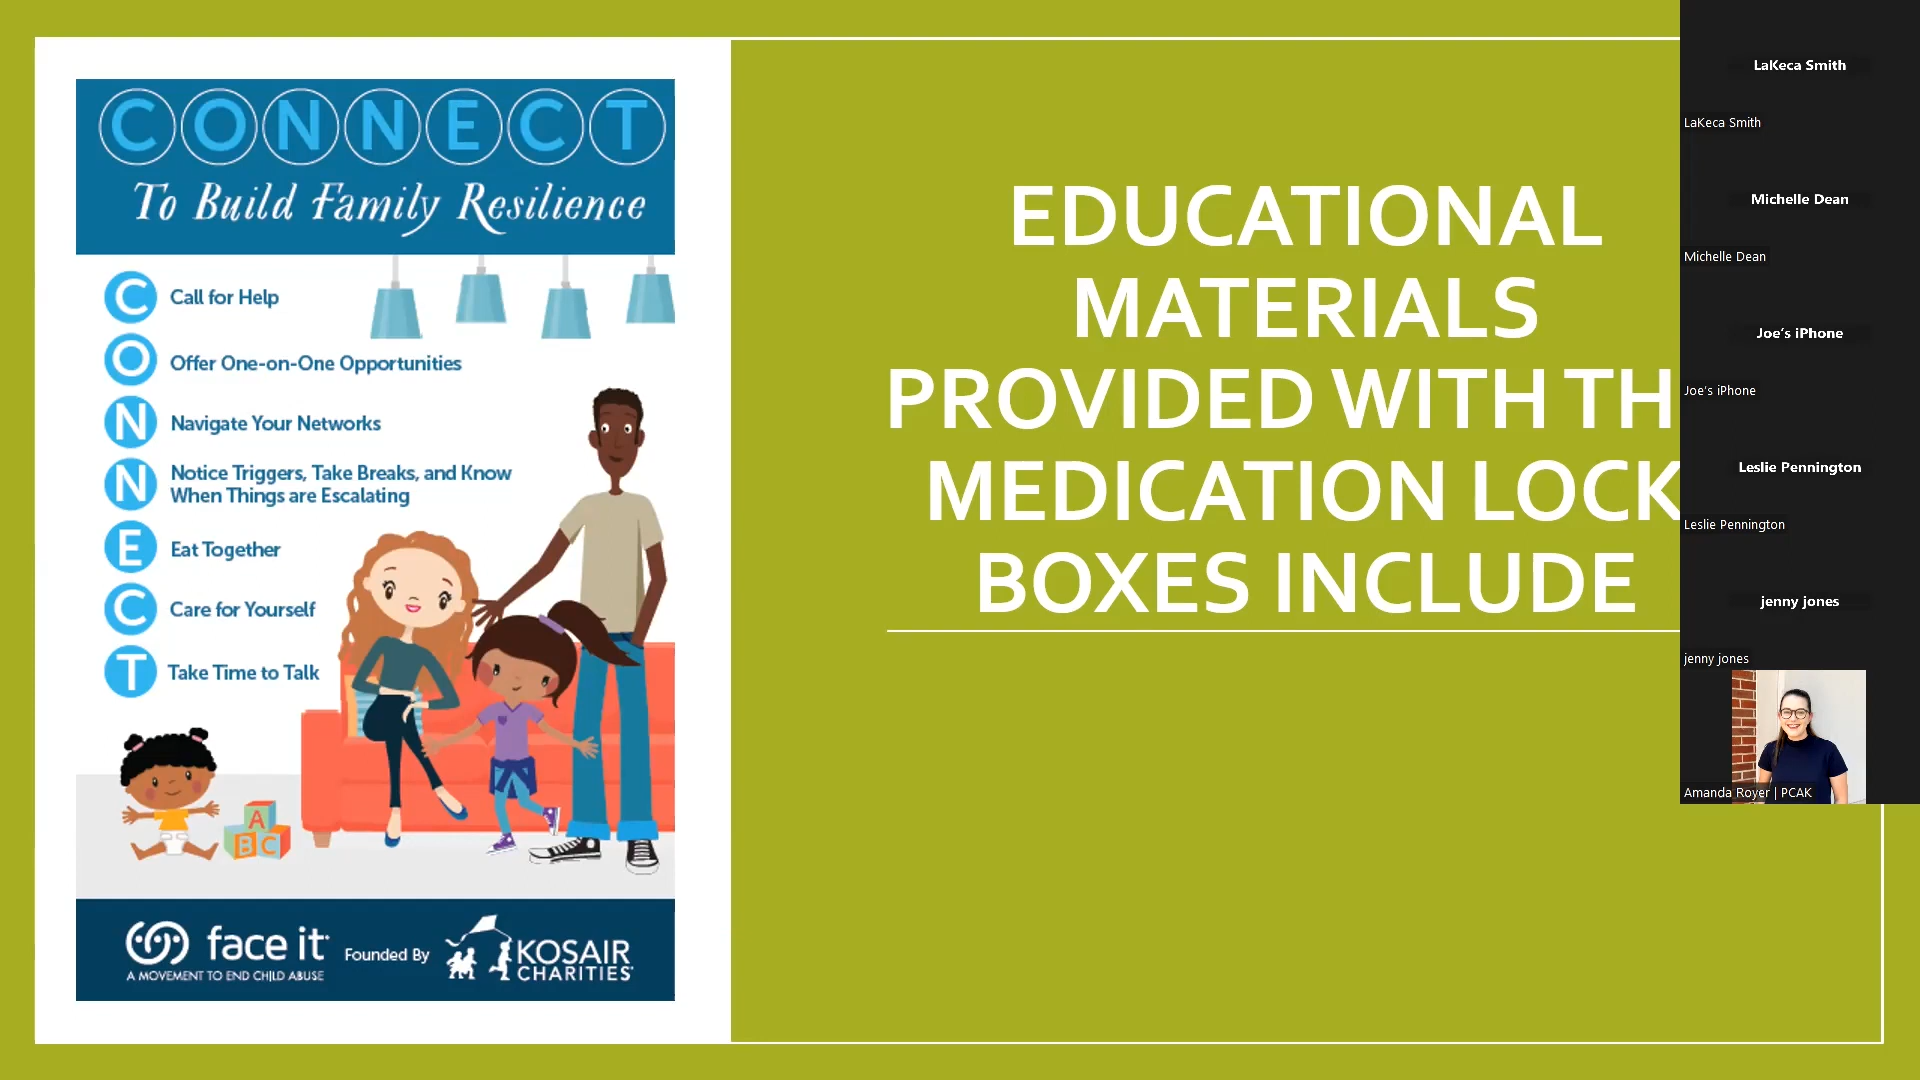 CONNECT
To Build Family Resilience
C Call for Help
O Offer One-on-One Opportunities
N Navigate Your Networks
N Notice Triggers, Take Breaks, and Know
When Things are Escalating
E Eat Together
C Care for Yourself
T Take Time to Talk
A
B C
face it
A MOVEMENT TO END CHILD ABUSE
Founded By
KOSAIR
CHARITIES
EDUCATIONAL
MATERIALS
PROVIDED WITH TH
MEDICATION LOCK
BOXES INCLUDE
LaKeca Smith
LaKeca Smith
Michelle Dean
Michelle Dean
Joe's iPhone
Joe's iPhone
Leslie Pennington
Leslie Pennington
jenny jones
jenny jones
Amanda Royer | PCAK